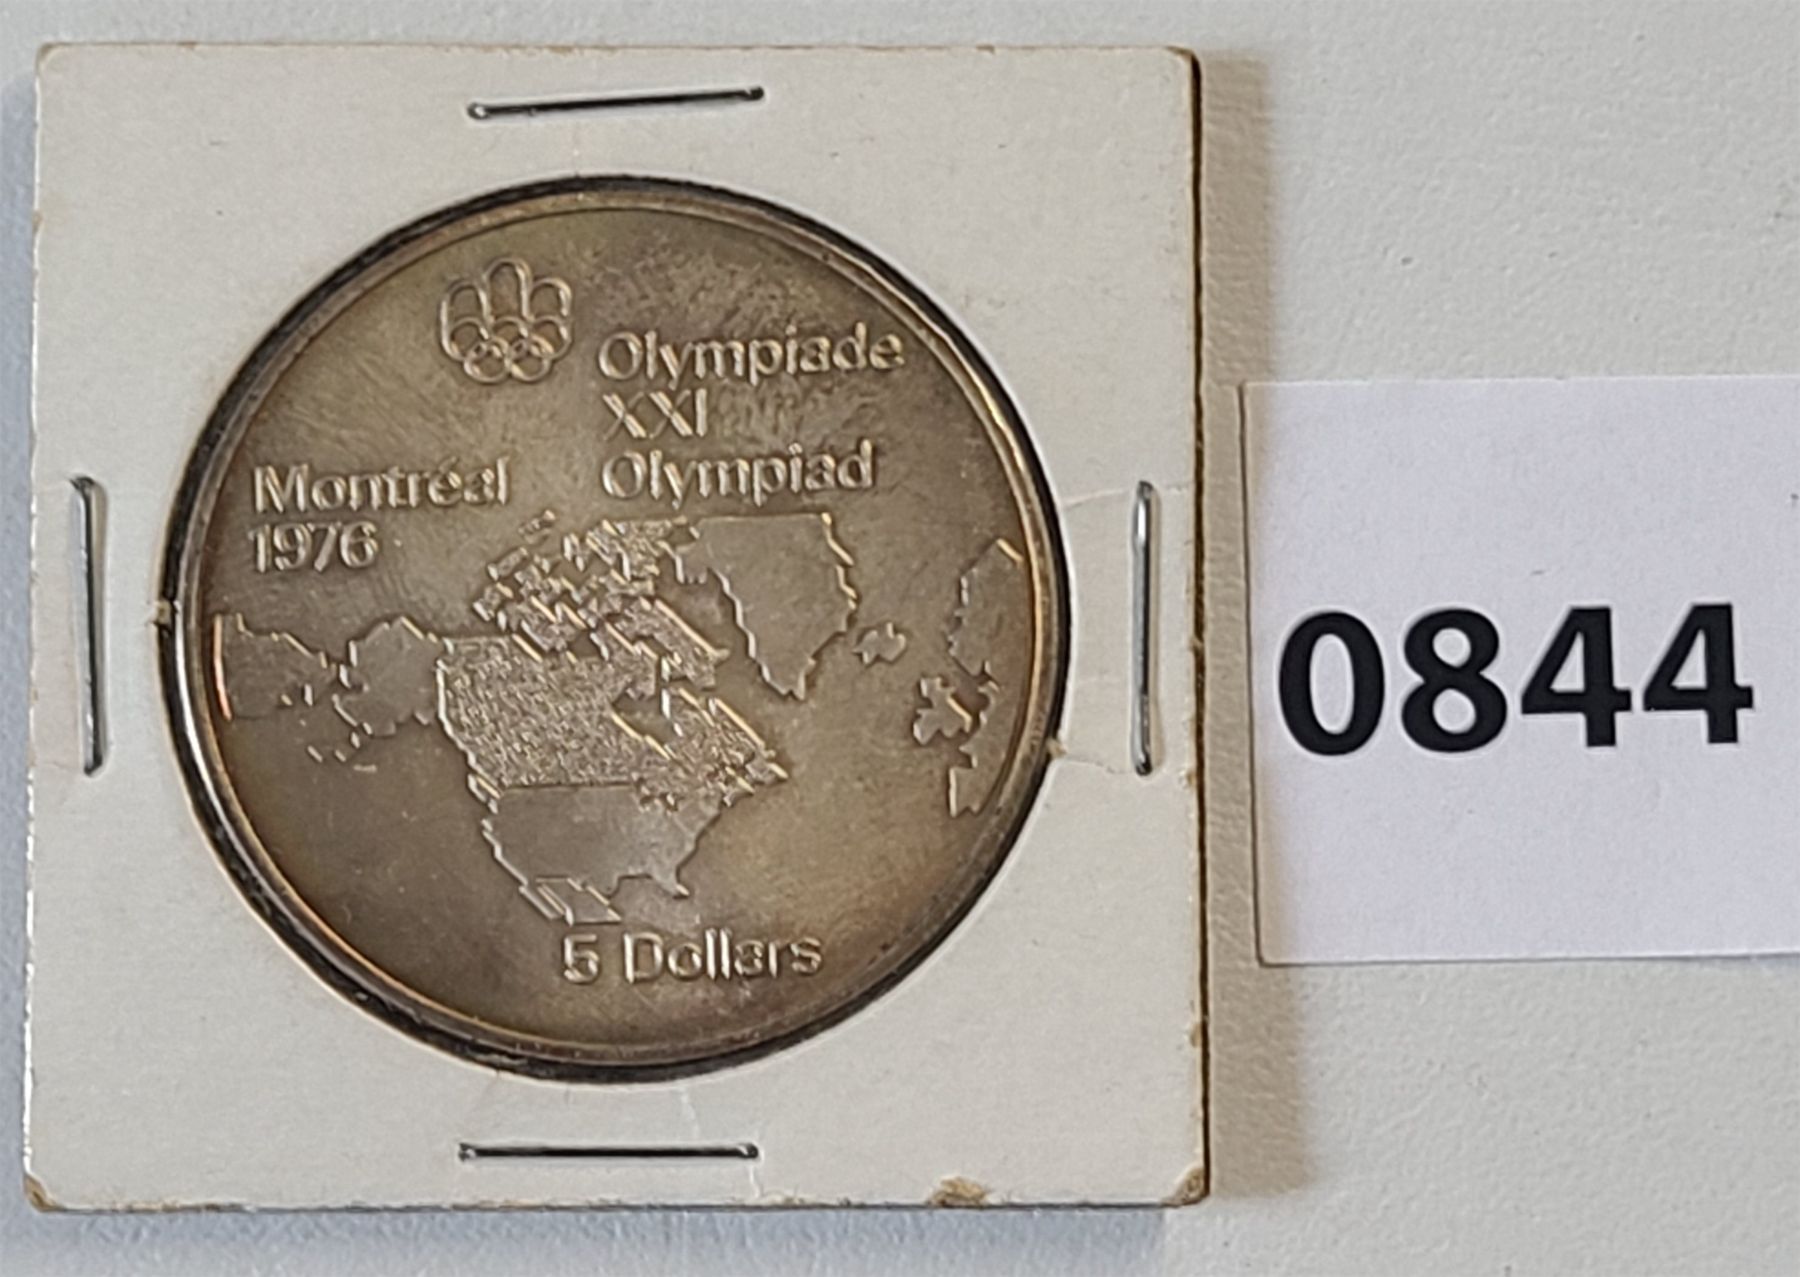 Olympiade
XXI
Olympiad
Montréal
1976
5 Dollars
0844